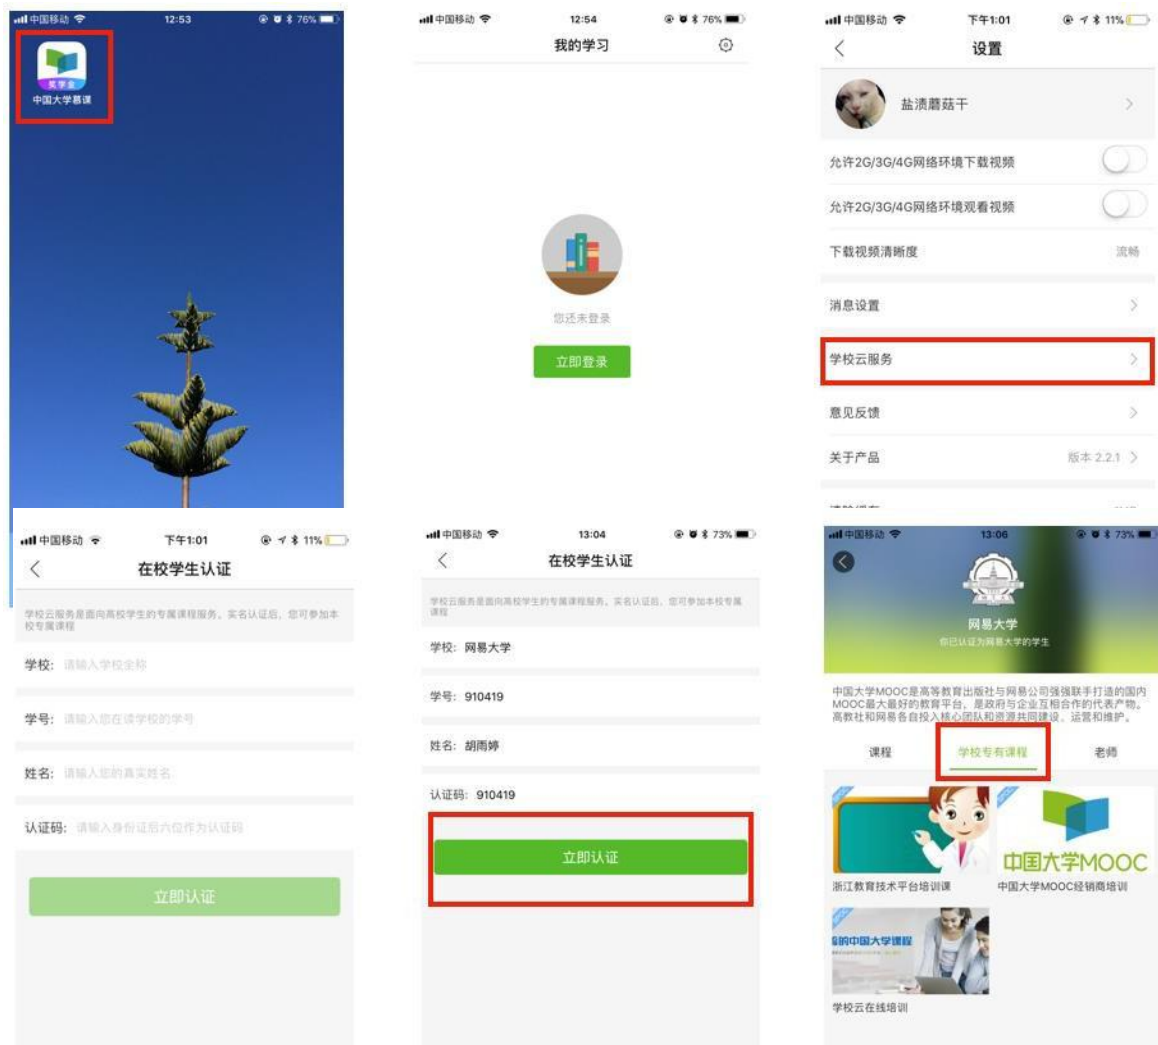 中国移动 12:53 76%
奖学金
中国大学慕课
中国移动 12:54 76%
我的学习
您还未登录
立即登录
中国移动 下午1:01 11%
设置
盐渍蘑菇干
允许2G/3G/4G网络环境下载视频
允许2G/3G/4G网络环境观看视频
下载视频清晰度 流畅
消息设置
学校云服务
意见反馈
关于产品 版本 2.2.1
中国移动 下午1:01 11%
在校学生认证
学校云服务是面向高校学生的专属课程服务。实名认证后，您可参加本
校专属课程
学校: 请输入学校全称
学号: 请输入您在读学校的学号
姓名: 请输入您的真实姓名
认证码: 请输入身份证后六位作为认证码
立即认证
中国移动 13:04 73%
在校学生认证
学校云服务是面向高校学生的专属课程服务。实名认证后，您可参加本校专属
课程
学校: 网易大学
学号: 910419
姓名: 胡雨婷
认证码: 910419
立即认证
中国移动 13:06 73%
网易大学
你已认证为网易大学的学生
中国大学MOOC是高等教育出版社与网易公司强强联手打造的国内
MOOC最大最好的教育平台，是政府与企业互相合作的代表产物。
高教社和网易各自投入核心团队和资源共同建设、运营和维护。
课程 学校专有课程 老师
中国大学MOOC
浙江教育技术平台培训课
中国大学MOOC经销商培训
的中国大学课程
学校云在线培训